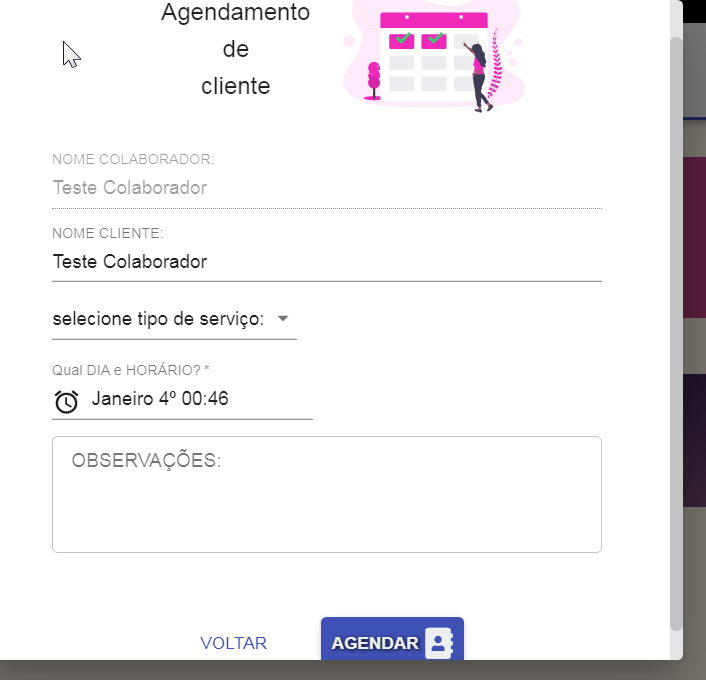 Agendamento
de
cliente
NOME COLABORADOR:
Teste Colaborador
NOME CLIENTE:
Teste Colaborador
selecione tipo de serviço:
Qual DIA e HORÁRIO? *
Janeiro 4º 00:46
OBSERVAÇÕES:
VOLTAR AGENDAR